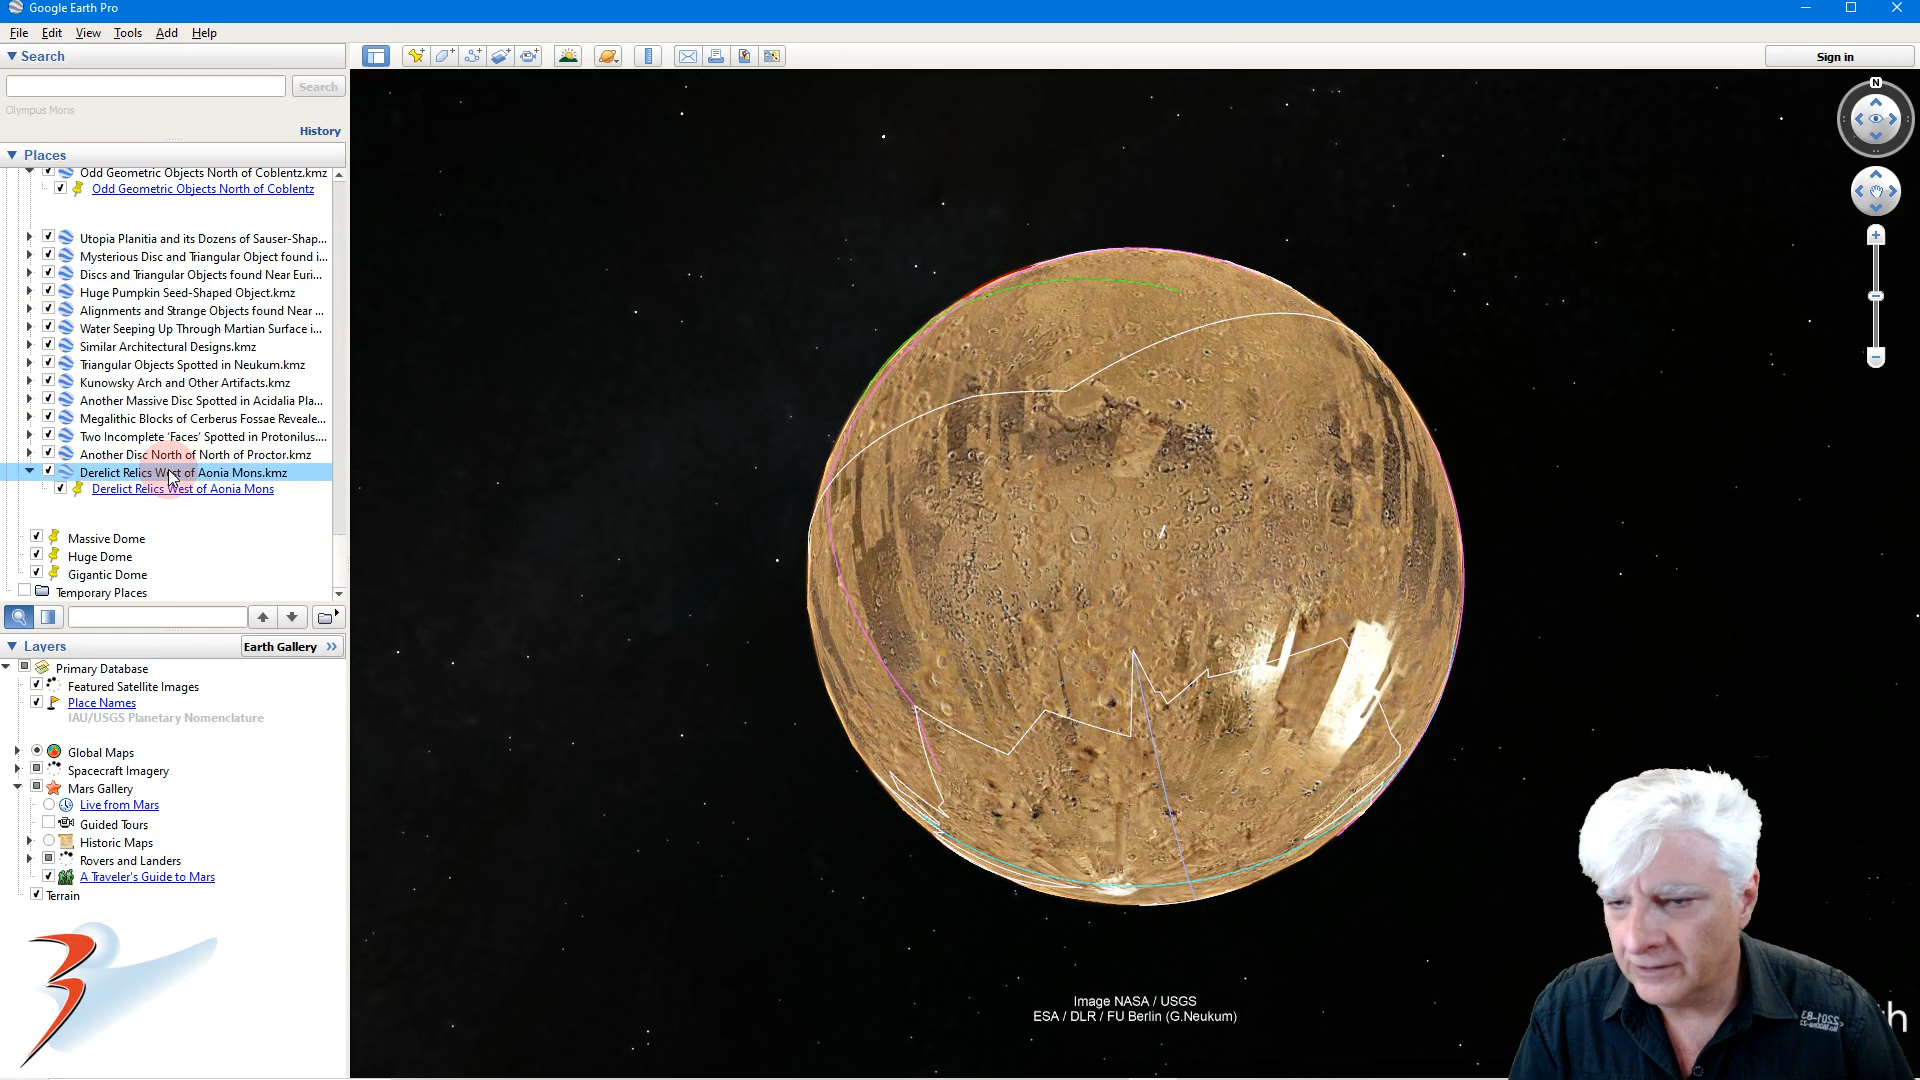 Google Earth Pro
File Edit View Tools Add Help
Search
Sign in
Search
Olympus Mons
History
Places
Odd Geometric Objects North of Coblentz.kmz
Odd Geometric Objects North of Coblentz
Utopia Planitia and its Dozens of Sauser-Shap...
Mysterious Disc and Triangular Object found i...
Discs and Triangular Objects found Near Euri...
Huge Pumpkin Seed-Shaped Object.kmz
Alignments and Strange Objects found Near ...
Water Seeping Up Through Martian Surface i...
Similar Architectural Designs.kmz
Triangular Objects Spotted in Neukum.kmz
Kunowsky Arch and Other Artifacts.kmz
Another Massive Disc Spotted in Acidalia Pla...
Megalithic Blocks of Cerberus Fossae Reveale...
Two Incomplete 'Faces' Spotted in Protonilus....
Another Disc North of North of Proctor.kmz
Derelict Relics West of Aonia Mons.kmz
Derelict Relics West of Aonia Mons
Massive Dome
Huge Dome
Gigantic Dome
Temporary Places
Layers
Earth Gallery »
Primary Database
Featured Satellite Images
Place Names
IAU/USGS Planetary Nomenclature
Global Maps
Spacecraft Imagery
Mars Gallery
Live from Mars
Guided Tours
Historic Maps
Rovers and Landers
A Traveler's Guide to Mars
Terrain
N
Image NASA / USGS
ESA / DLR / FU Berlin (G.Neukum)